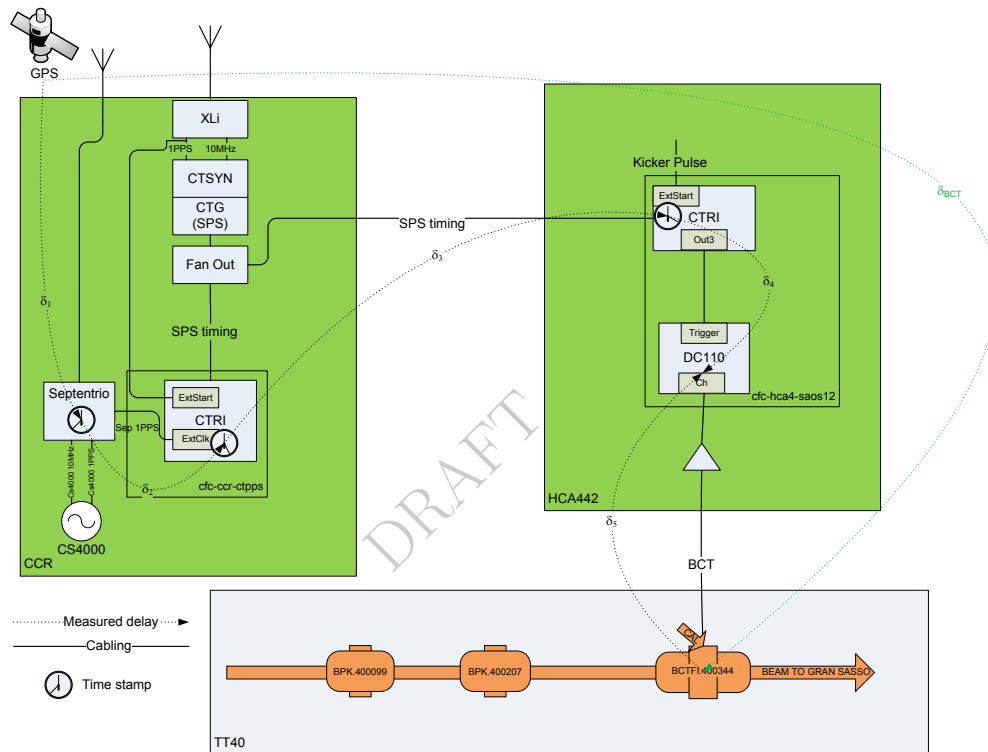 GPS
XLi
1PPS
10MHz
CTSYN
CTG
(SPS)
Fan Out
SPS timing
SPS timing
δ1
δ2
δ3
Septentrio
Sep 1PPS
ExtStart
CTRI
ExtClk
cfc-ccr-ctpps
Cs4000 10MHz
Cs4000 1PPS
CS4000
CCR
Kicker Pulse
ExtStart
CTRI
Out3
δ4
Trigger
DC110
Ch
cfc-hca4-saos12
HCA442
δBCT
δ5
BCT
DRAFT
Measured delay
Cabling
Time stamp
CAL
BPK.400099
BPK.400207
BCTFI.400344
BEAM TO GRAN SASSO
TT40